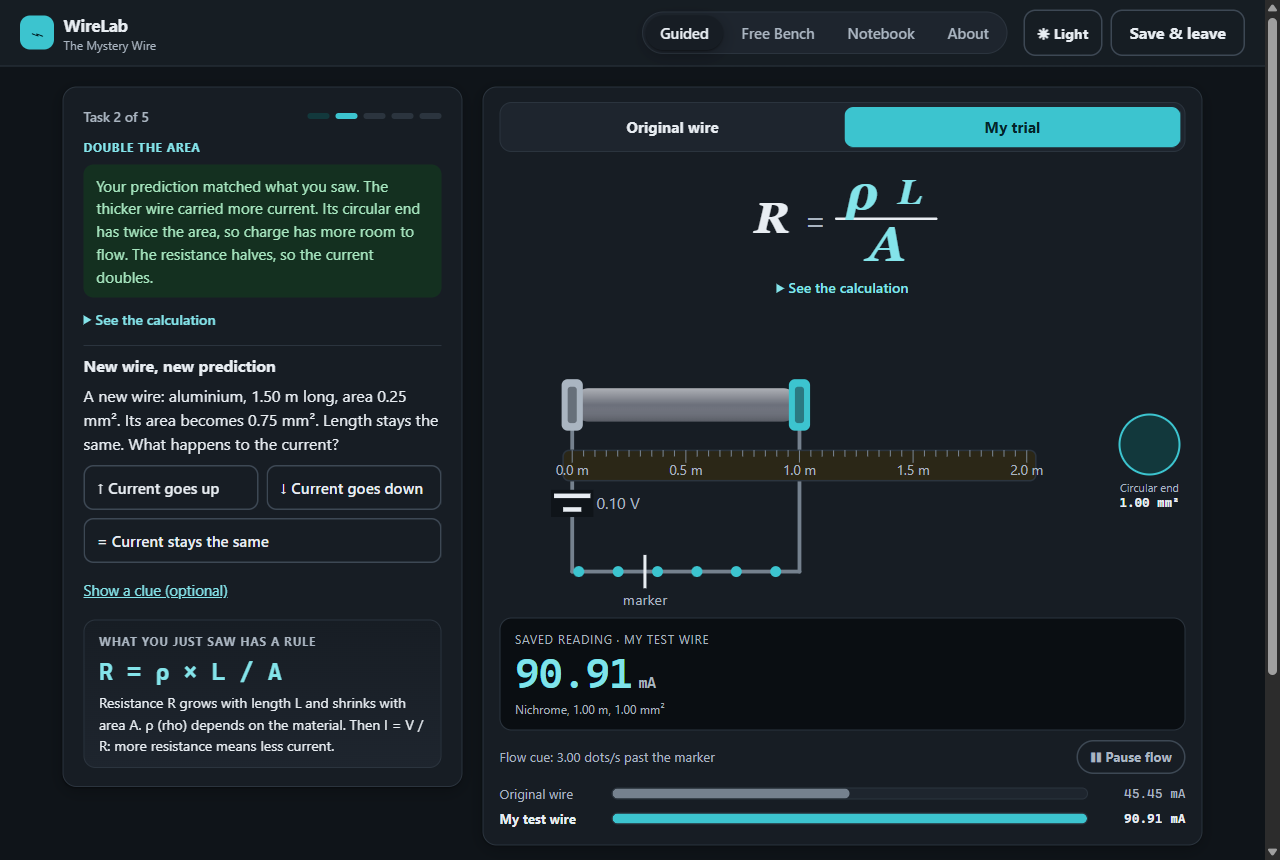 WireLab
The Mystery Wire
Guided
Free Bench
Notebook
About
☀ Light
Save & leave
Task 2 of 5
DOUBLE THE AREA
Your prediction matched what you saw. The
thicker wire carried more current. Its circular end
has twice the area, so charge has more room to
flow. The resistance halves, so the current
doubles.
▶ See the calculation
New wire, new prediction
A new wire: aluminium, 1.50 m long, area 0.25
mm². Its area becomes 0.75 mm². Length stays the
same. What happens to the current?
↑ Current goes up
↓ Current goes down
= Current stays the same
Show a clue (optional)
WHAT YOU JUST SAW HAS A RULE
R = ρ × L / A
Resistance R grows with length L and shrinks with
area A. ρ (rho) depends on the material. Then I = V /
R: more resistance means less current.
Original wire
My trial
R = ρ L / A
▶ See the calculation
0.0 m
0.5 m
1.0 m
1.5 m
2.0 m
0.10 V
marker
Circular end
1.00 mm²
SAVED READING · MY TEST WIRE
90.91 mA
Nichrome, 1.00 m, 1.00 mm²
Flow cue: 3.00 dots/s past the marker
Pause flow
Original wire
45.45 mA
My test wire
90.91 mA